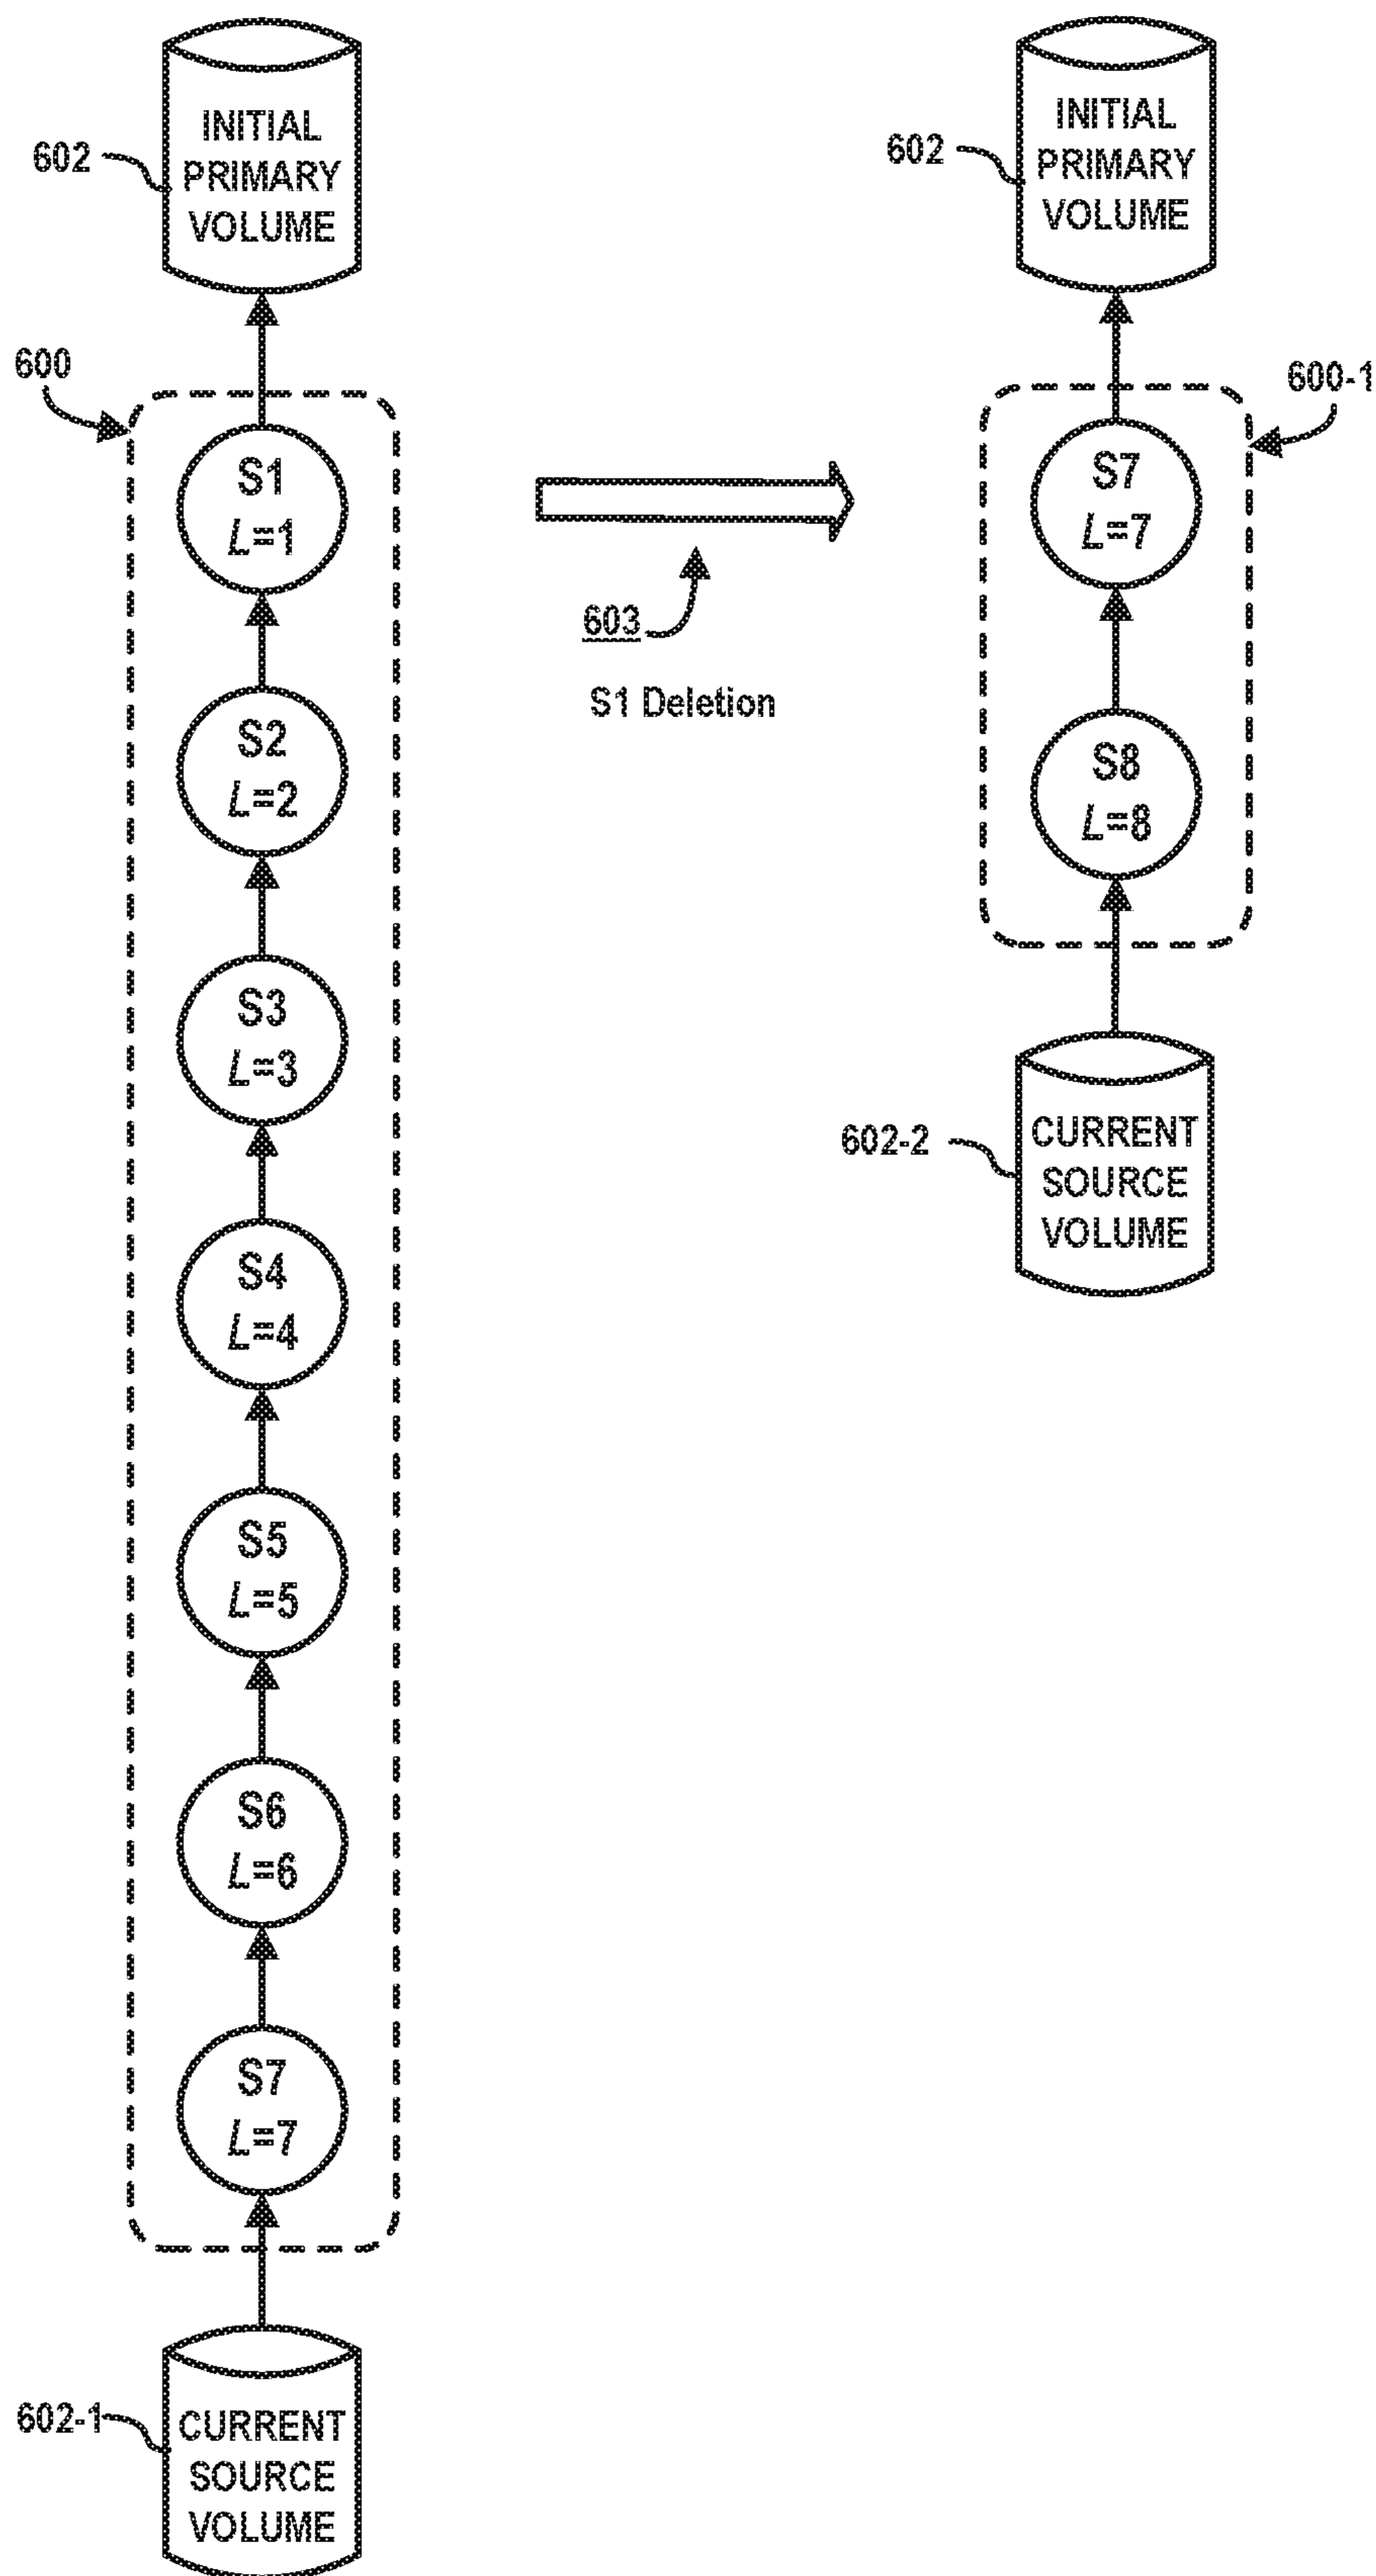 INITIAL
PRIMARY
VOLUME
602
600
S1
L=1
S2
L=2
S3
L=3
S4
L=4
S5
L=5
S6
L=6
S7
L=7
602-1
CURRENT
SOURCE
VOLUME
603
S1 Deletion
INITIAL
PRIMARY
VOLUME
602
600-1
S7
L=7
S8
L=8
602-2
CURRENT
SOURCE
VOLUME